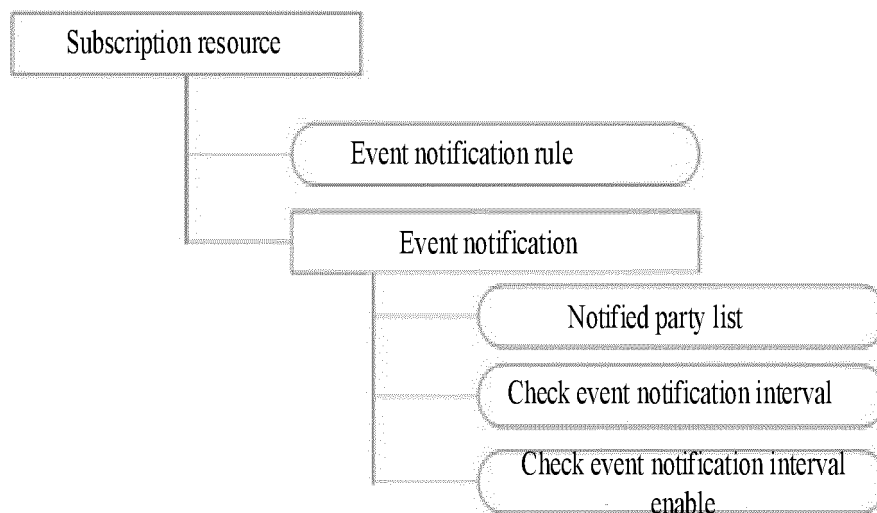 Subscription resource
Event notification rule
Event notification
Notified party list
Check event notification interval
Check event notification interval
enable